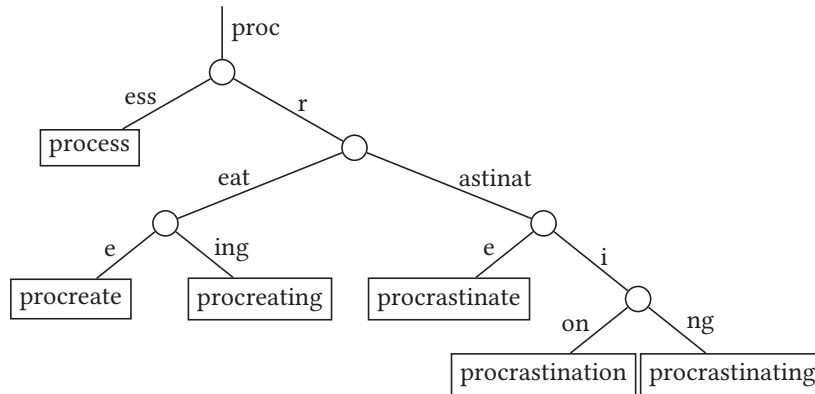 proc
ess r
process
eat astinat
e ing e i
procreate procreating procrastinate
on ng
procrastination procrastinating